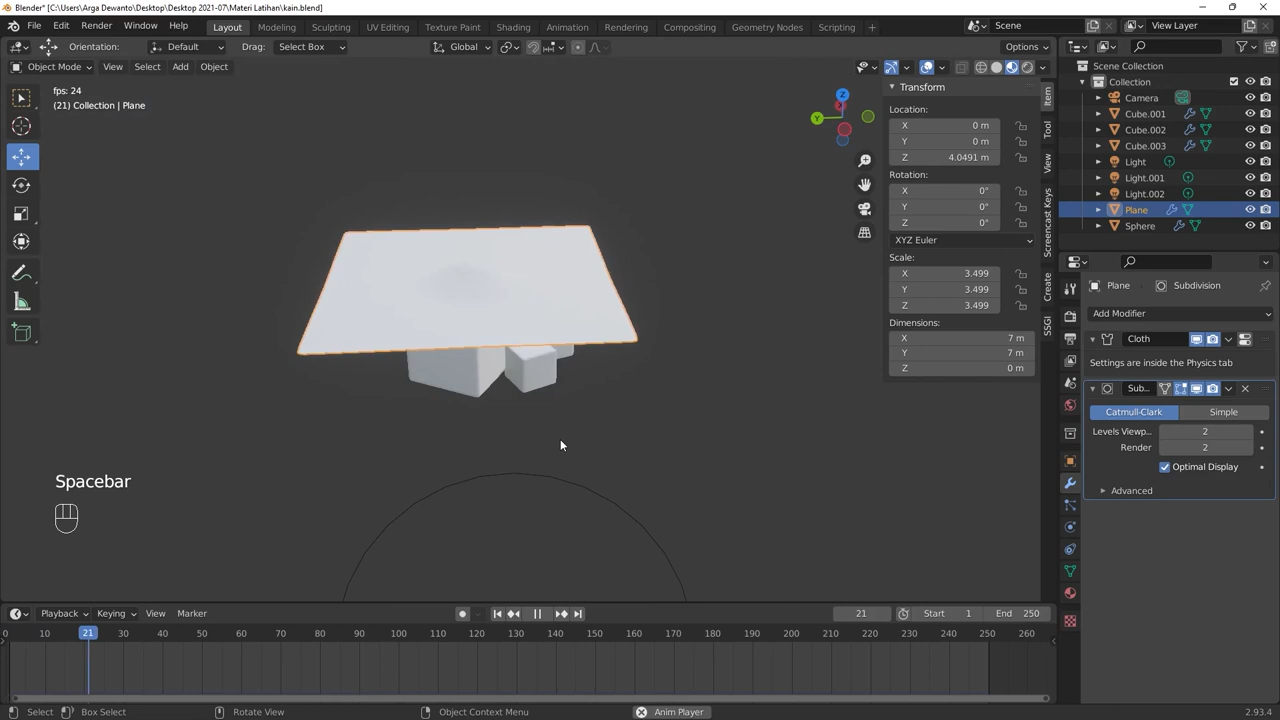 Blender* [C:\Users\Arga Dewanto\Desktop\Desktop 2021-07\Materi Latihan\kain.blend]
File Edit Render Window Help Layout Modeling Sculpting UV Editing Texture Paint Shading Animation Rendering Compositing Geometry Nodes Scripting + Scene View Layer
Orientation: Default Drag: Select Box Global Options
Object Mode View Select Add Object
fps: 24
(21) Collection | Plane
Z
Y
Transform
Location:
X 0 m
Y 0 m
Z 4.0491 m
Rotation:
X 0°
Y 0°
Z 0°
XYZ Euler
Scale:
X 3.499
Y 3.499
Z 3.499
Dimensions:
X 7 m
Y 7 m
Z 0 m
Item
Tool
View
Screencast Keys
Create
SSGI
Scene Collection
Collection
Camera
Cube.001
Cube.002
Cube.003
Light
Light.001
Light.002
Plane
Sphere
Plane Subdivision
Add Modifier
Cloth
Settings are inside the Physics tab
Sub...
Catmull-Clark Simple
Levels Viewp... 2
Render 2
Optimal Display
Advanced
Spacebar
Playback Keying View Marker 21 Start 1 End 250
0 10 21 30 40 50 60 70 80 90 100 110 120 130 140 150 160 170 180 190 200 210 220 230 240 250 260
Select Box Select Rotate View Object Context Menu Anim Player 2.93.4